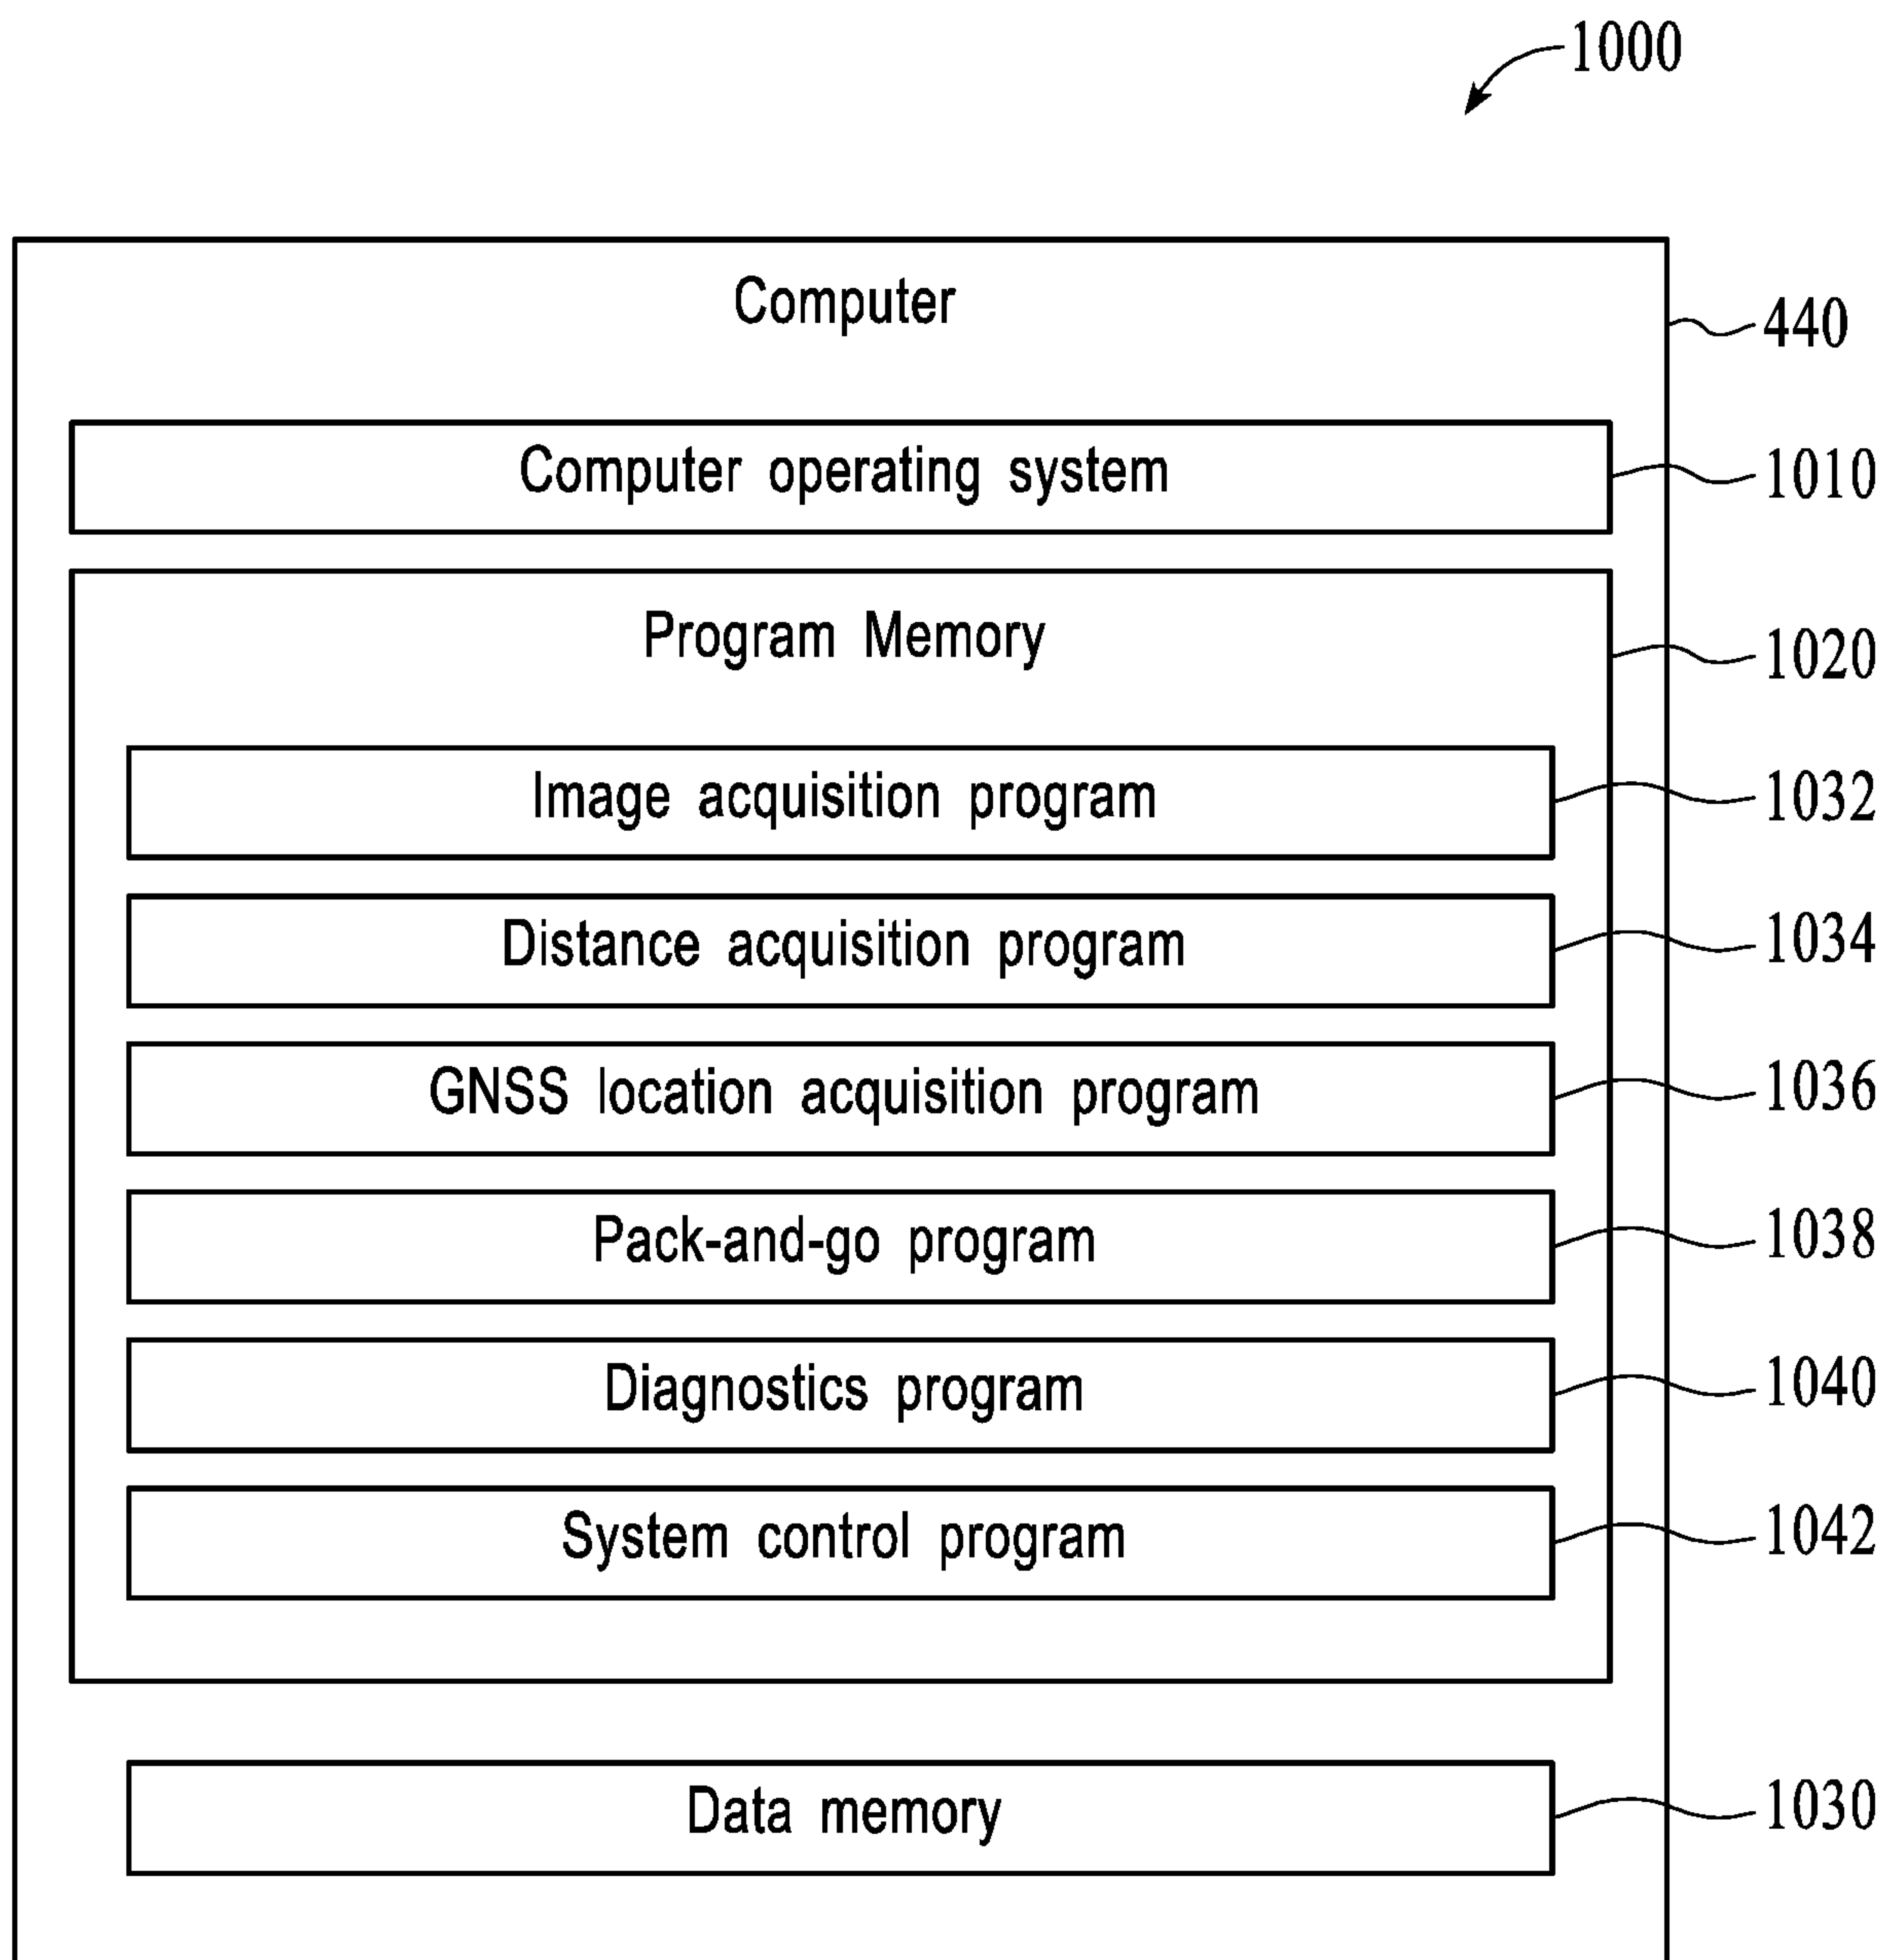 1000
Computer
440
Computer operating system
1010
Program Memory
1020
Image acquisition program
1032
Distance acquisition program
1034
GNSS location acquisition program
1036
Pack-and-go program
1038
Diagnostics program
1040
System control program
1042
Data memory
1030